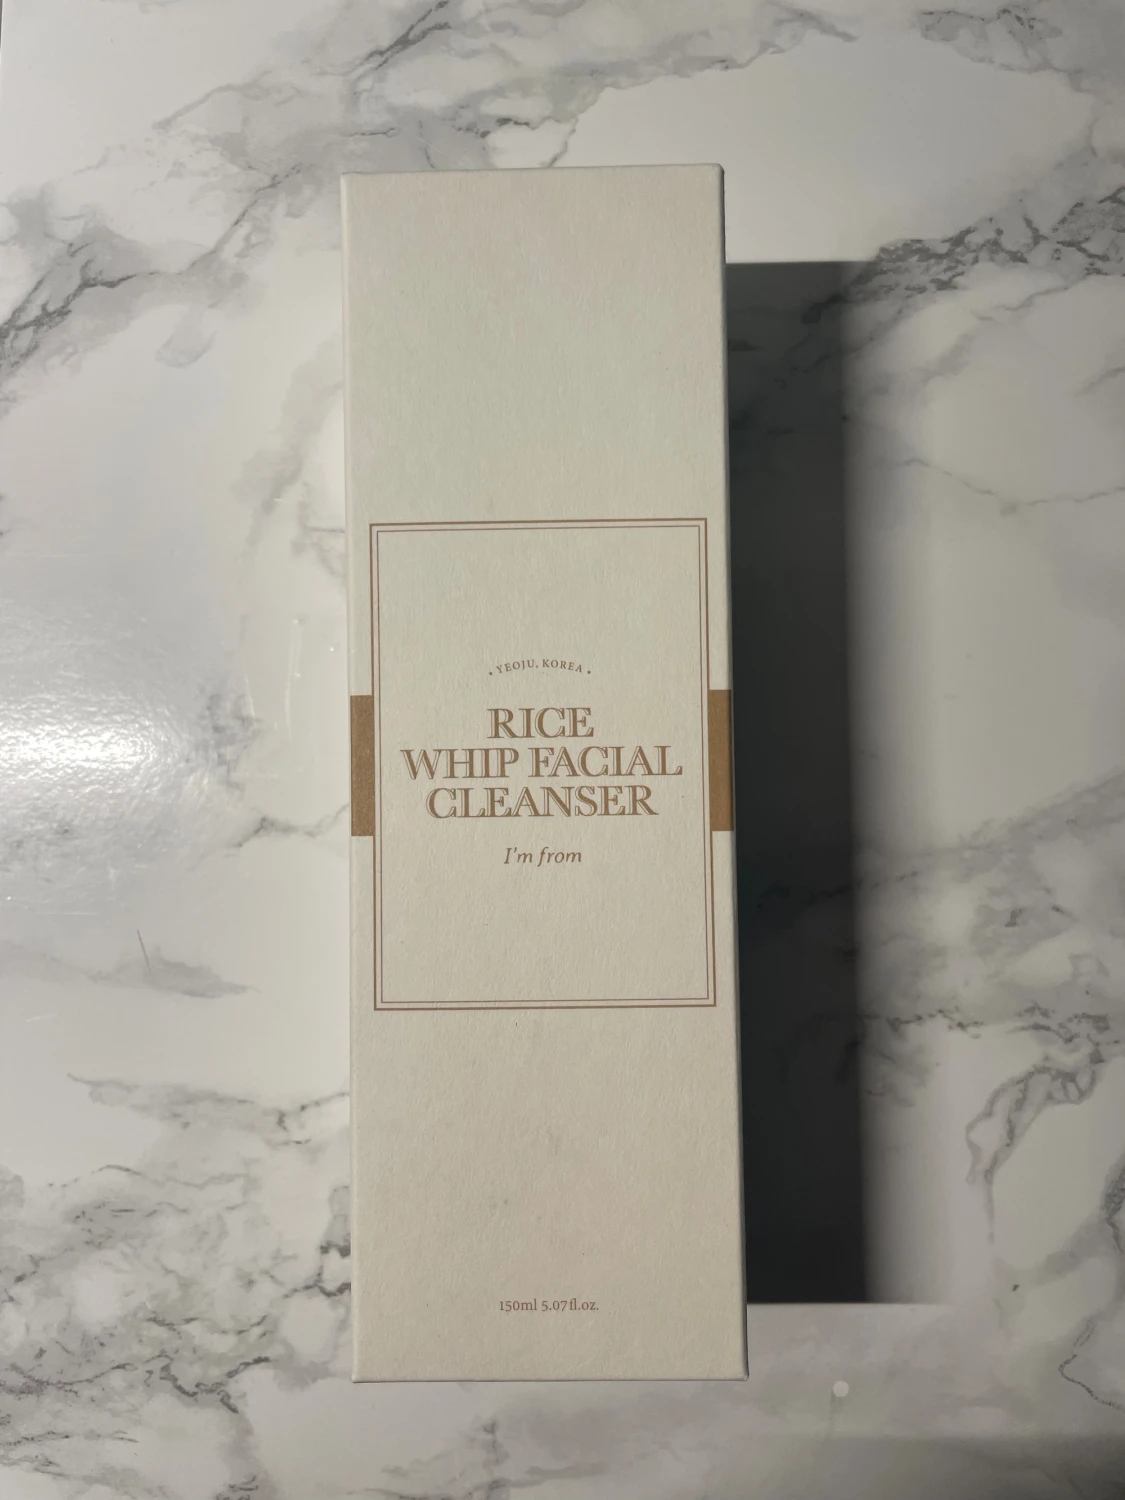 • YEOJU, KOREA •
RICE
WHIP FACIAL
CLEANSER
I'm from
150ml 5.07fl.oz.